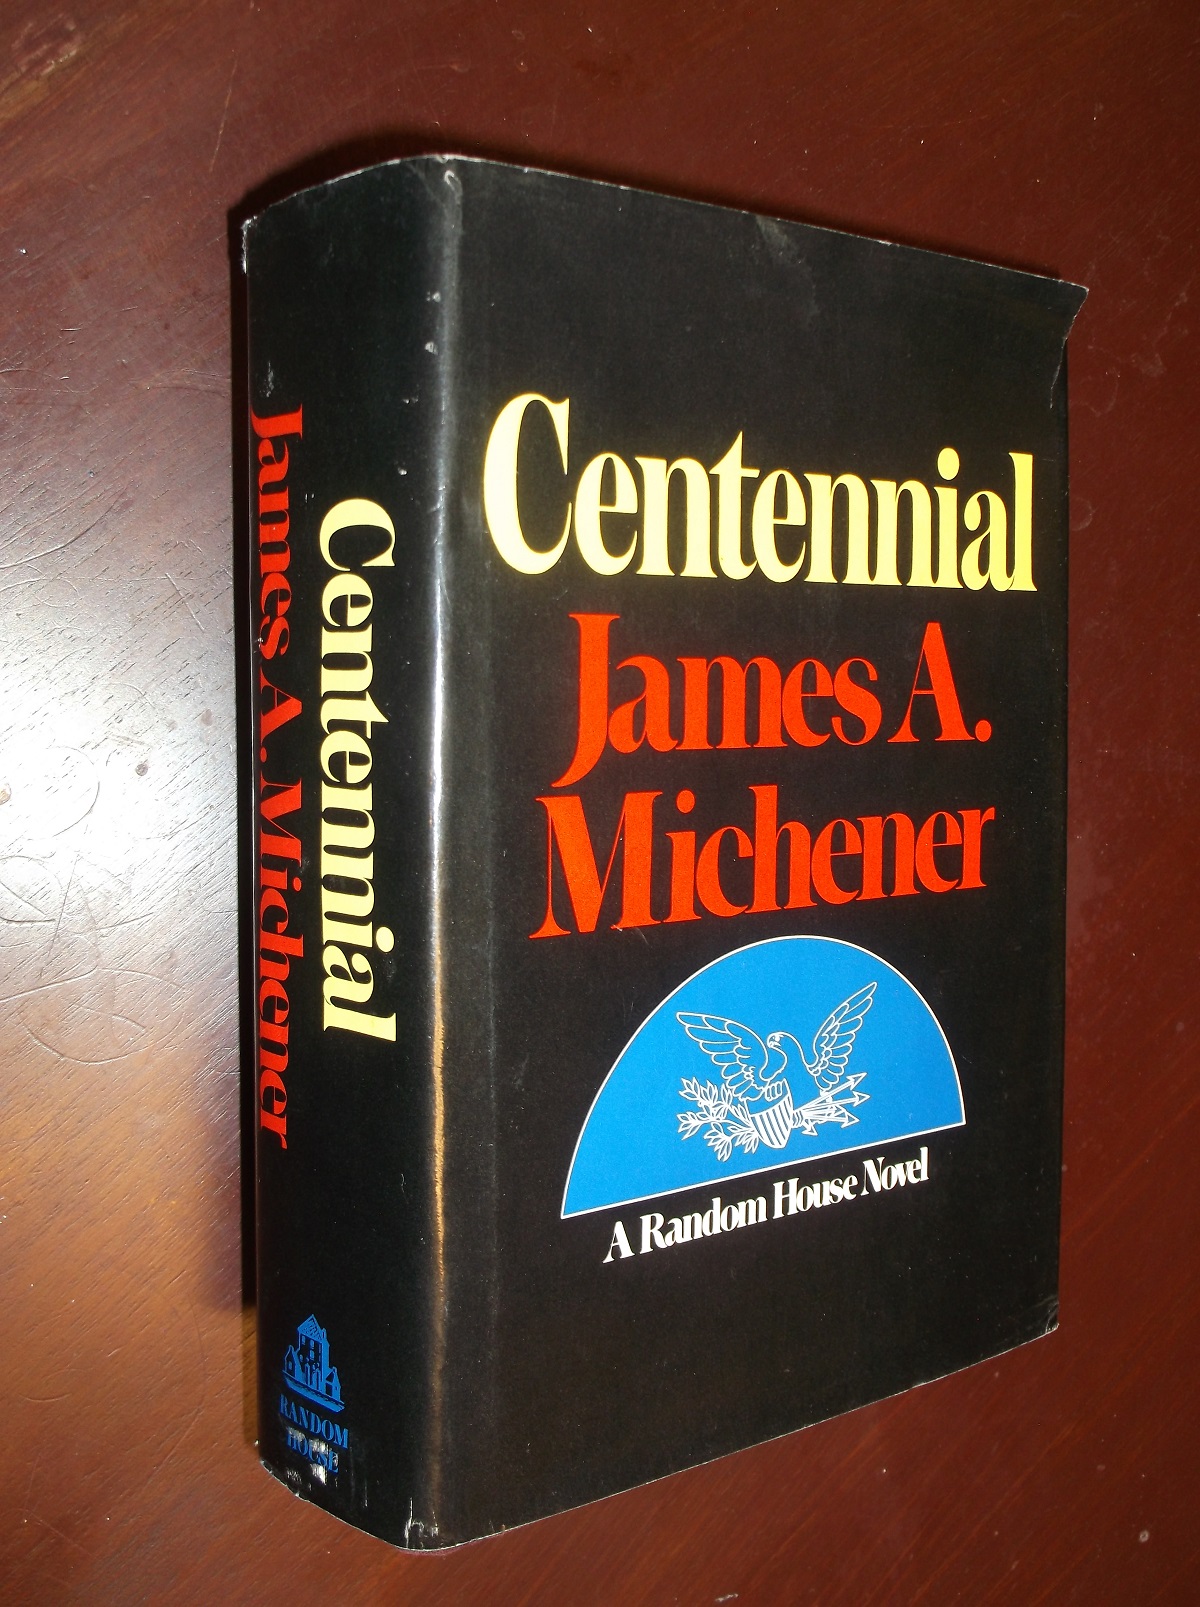 Centennial
James A.
Michener
A Random House Novel
James A. Michener
Centennial
RANDOM
HOUSE